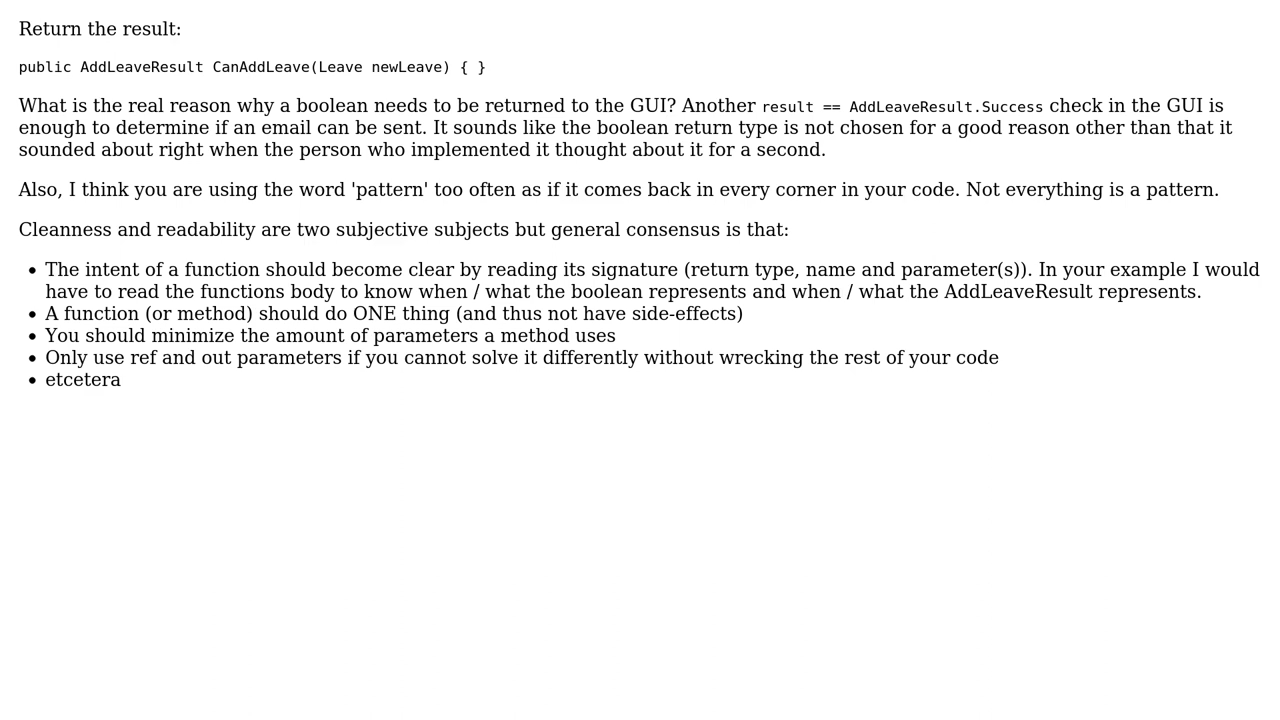 Return the result:
public AddLeaveResult CanAddLeave(Leave newLeave) { }
What is the real reason why a boolean needs to be returned to the GUI? Another result == AddLeaveResult.Success check in the GUI is
enough to determine if an email can be sent. It sounds like the boolean return type is not chosen for a good reason other than that it
sounded about right when the person who implemented it thought about it for a second.
Also, I think you are using the word 'pattern' too often as if it comes back in every corner in your code. Not everything is a pattern.
Cleanness and readability are two subjective subjects but general consensus is that:
• The intent of a function should become clear by reading its signature (return type, name and parameter(s)). In your example I would
have to read the functions body to know when / what the boolean represents and when / what the AddLeaveResult represents.
• A function (or method) should do ONE thing (and thus not have side-effects)
• You should minimize the amount of parameters a method uses
• Only use ref and out parameters if you cannot solve it differently without wrecking the rest of your code
• etcetera